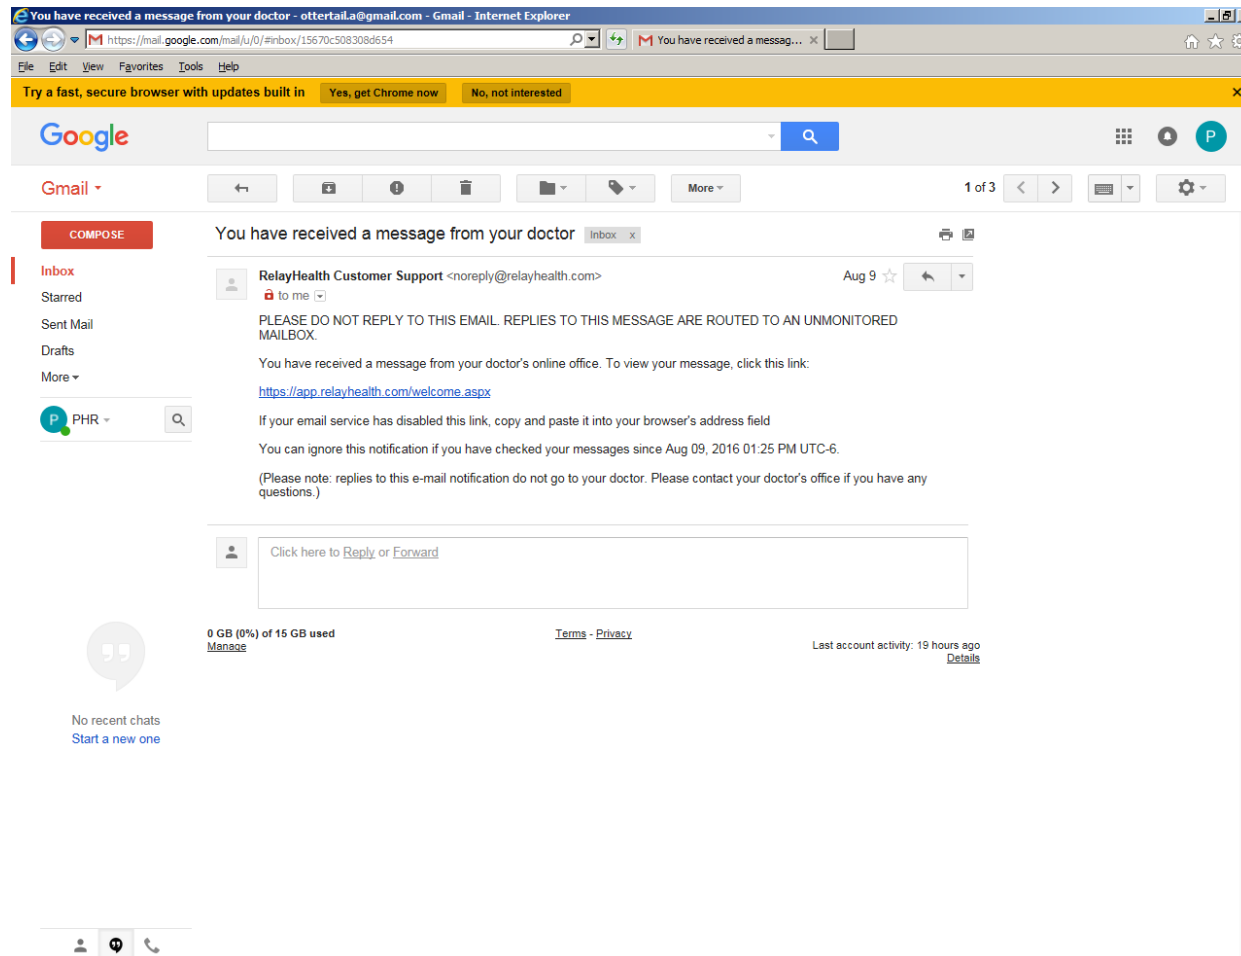 You have received a message from your doctor - ottertail.a@gmail.com - Gmail - Internet Explorer
https://mail.google.com/mail/u/0/#inbox/15670c508308d654
You have received a messag...
File Edit View Favorites Tools Help
Try a fast, secure browser with updates built in Yes, get Chrome now No, not interested
Google
P
Gmail
More
1 of 3
COMPOSE
Inbox
Starred
Sent Mail
Drafts
More
P PHR
You have received a message from your doctor Inbox x
RelayHealth Customer Support <noreply@relayhealth.com> Aug 9
to me
PLEASE DO NOT REPLY TO THIS EMAIL. REPLIES TO THIS MESSAGE ARE ROUTED TO AN UNMONITORED
MAILBOX.
You have received a message from your doctor's online office. To view your message, click this link:
https://app.relayhealth.com/welcome.aspx
If your email service has disabled this link, copy and paste it into your browser's address field
You can ignore this notification if you have checked your messages since Aug 09, 2016 01:25 PM UTC-6.
(Please note: replies to this e-mail notification do not go to your doctor. Please contact your doctor's office if you have any
questions.)
Click here to Reply or Forward
0 GB (0%) of 15 GB used
Manage
Terms - Privacy
Last account activity: 19 hours ago
Details
No recent chats
Start a new one